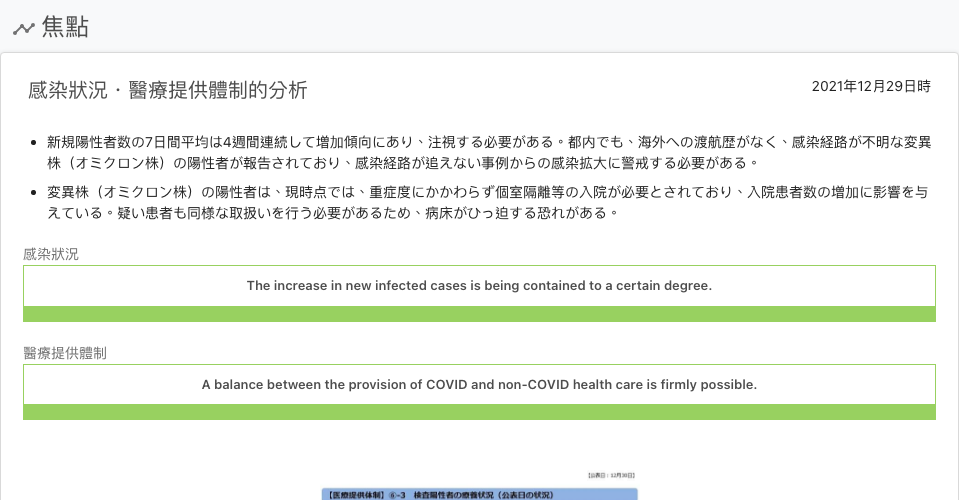 焦點
感染狀況・醫療提供體制的分析
2021年12月29日時
新規陽性者数の7日間平均は4週間連続して増加傾向にあり、注視する必要がある。都内でも、海外への渡航歴がなく、感染経路が不明な変異
株（オミクロン株）の陽性者が報告されており、感染経路が追えない事例からの感染拡大に警戒する必要がある。
変異株（オミクロン株）の陽性者は、現時点では、重症度にかかわらず個室隔離等の入院が必要とされており、入院患者数の増加に影響を与
えている。疑い患者も同様な取扱いを行う必要があるため、病床がひっ迫する恐れがある。
感染狀況
The increase in new infected cases is being contained to a certain degree.
醫療提供體制
A balance between the provision of COVID and non-COVID health care is firmly possible.
【公表日：12月30日】
【医療提供体制】⑥-3　検査陽性者の療養状況（公表日の状況）